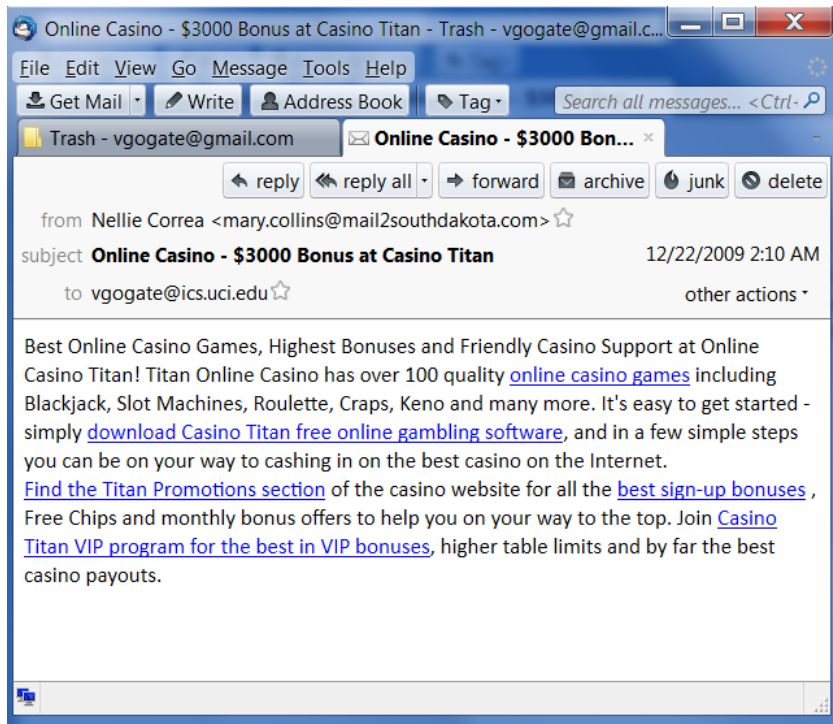 Online Casino - $3000 Bonus at Casino Titan - Trash - vgogate@gmail.c...
File Edit View Go Message Tools Help
Get Mail Write Address Book Tag Search all messages... <Ctrl-
Trash - vgogate@gmail.com Online Casino - $3000 Bon...
reply reply all forward archive junk delete
from Nellie Correa <mary.collins@mail2southdakota.com>
subject Online Casino - $3000 Bonus at Casino Titan 12/22/2009 2:10 AM
to vgogate@ics.uci.edu other actions
Best Online Casino Games, Highest Bonuses and Friendly Casino Support at Online
Casino Titan! Titan Online Casino has over 100 quality online casino games including
Blackjack, Slot Machines, Roulette, Craps, Keno and many more. It's easy to get started -
simply download Casino Titan free online gambling software, and in a few simple steps
you can be on your way to cashing in on the best casino on the Internet.
Find the Titan Promotions section of the casino website for all the best sign-up bonuses ,
Free Chips and monthly bonus offers to help you on your way to the top. Join Casino
Titan VIP program for the best in VIP bonuses, higher table limits and by far the best
casino payouts.